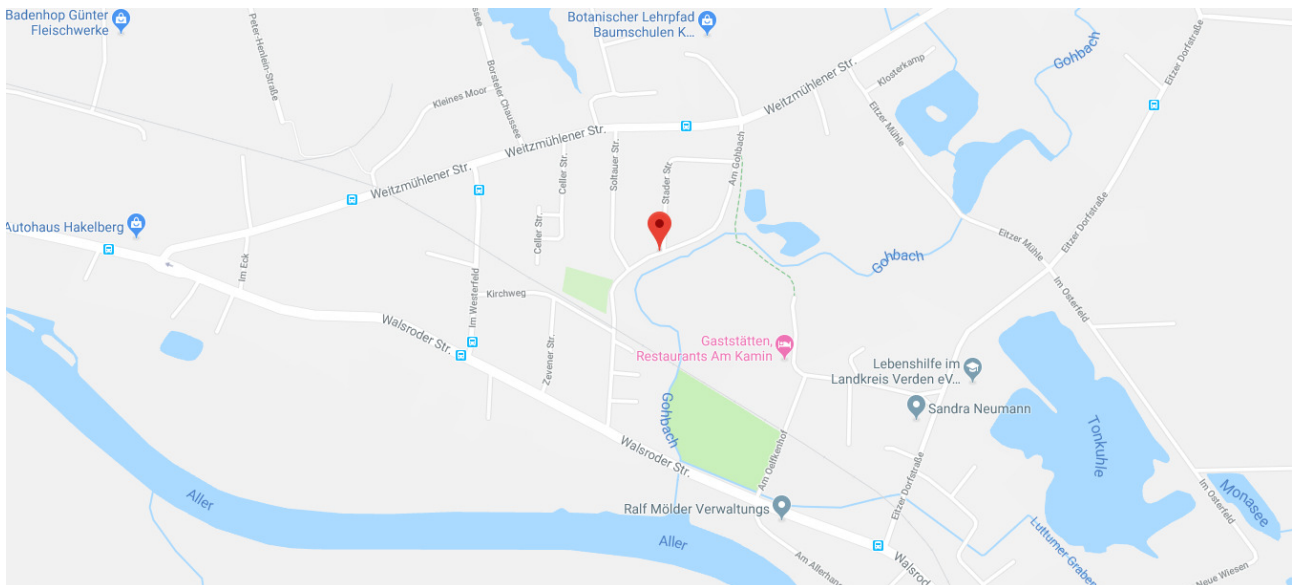 Badenhop Günter
Fleischwerke
Peter-Henlein-Straße
Borsteler Chaussee
Botanischer Lehrpfad
Baumschulen K...
Weitzmühlener Str.
Klosterkamp
Gohbach
Eitzer Dorfstraße
Kleines Moor
Weitzmühlener Str.
Eitzer Mühle
Soltauer Str.
Celler Str.
Stader Str.
Am Gohbach
Weitzmühlener Str.
Autohaus Hakelberg
Celler Str.
Eitzer Dorfstraße
Eitzer Mühle
Gohbach
Im Eck
Im Westerfeld
Kirchweg
Im Osterfeld
Walsroder Str.
Zevener Str.
Gaststätten,
Restaurants Am Kamin
Lebenshilfe im
Landkreis Verden eV...
Sandra Neumann
Gohbach
Tonkuhle
Walsroder Str.
Am Oelfkenhof
Eitzer Dorfstraße
Aller
Ralf Mölder Verwaltungs
Im Osterfeld
Monasee
Aller
Lutturner Graben
Walsro
Am Allerhang
Neue Wiesen